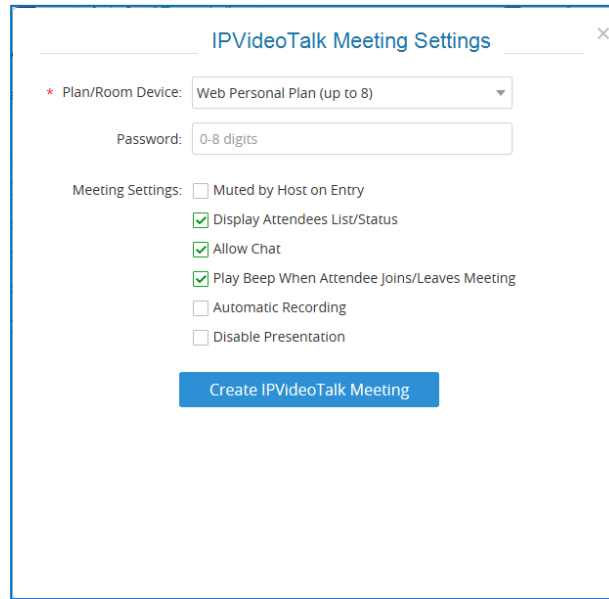 IPVideoTalk Meeting Settings
* Plan/Room Device: Web Personal Plan (up to 8)
Password: 0-8 digits
Meeting Settings: Muted by Host on Entry
Display Attendees List/Status
Allow Chat
Play Beep When Attendee Joins/Leaves Meeting
Automatic Recording
Disable Presentation
Create IPVideoTalk Meeting